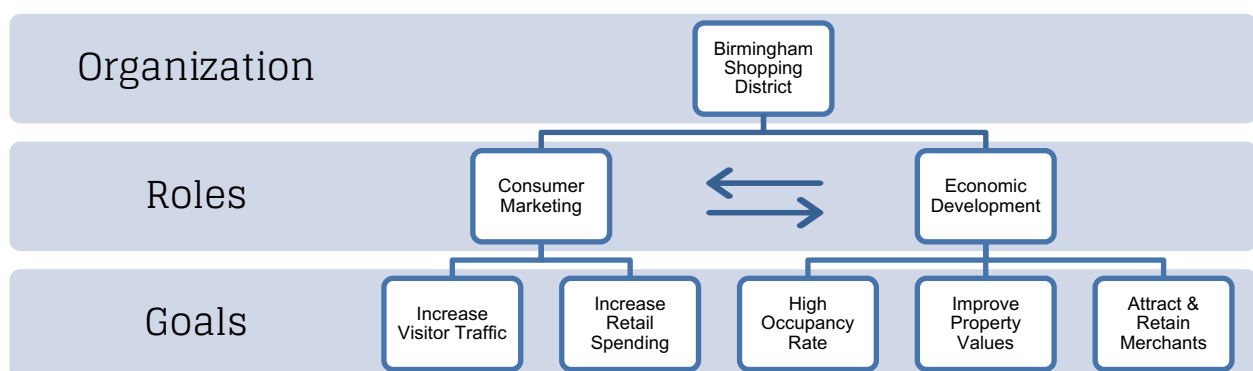 Organization
Birmingham
Shopping
District
Roles
Consumer
Marketing
Economic
Development
Goals
Increase
Visitor Traffic
Increase
Retail
Spending
High
Occupancy
Rate
Improve
Property
Values
Attract &
Retain
Merchants